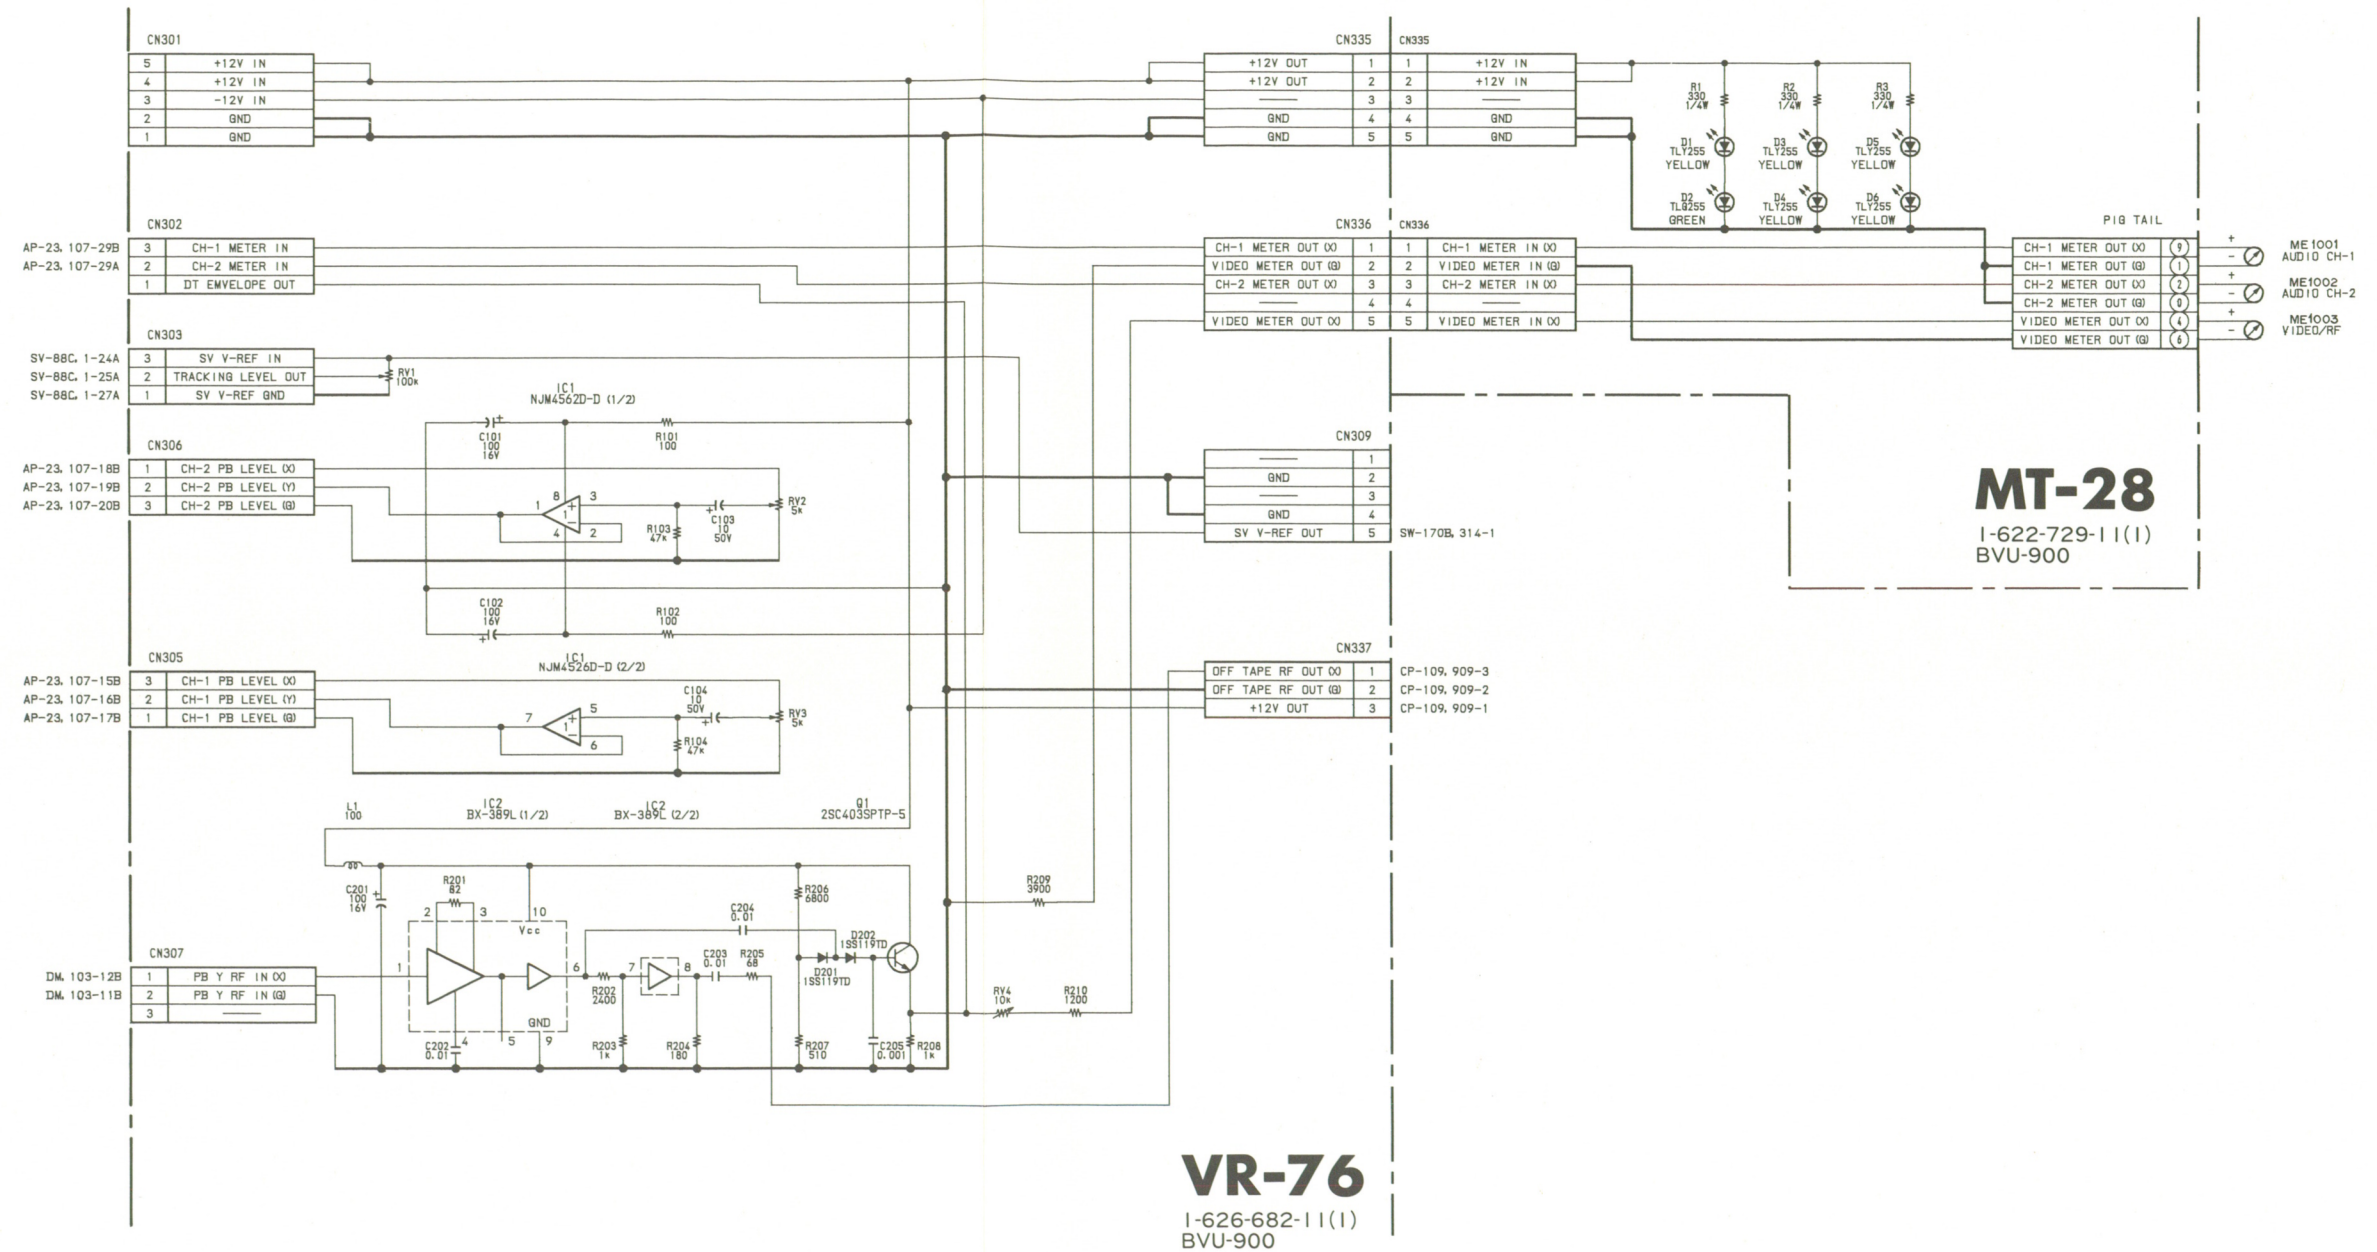 CN301
5 +12V IN
4 +12V IN
3 -12V IN
2 GND
1 GND
CN302
AP-23. 107-29B 3 CH-1 METER IN
AP-23. 107-29A 2 CH-2 METER IN
1 DT EMVELOPE OUT
CN303
SV-88C. 1-24A 3 SV V-REF IN
SV-88C. 1-25A 2 TRACKING LEVEL OUT
SV-88C. 1-27A 1 SV V-REF GND
RV1
100k
CN306
AP-23. 107-18B 1 CH-2 PB LEVEL (X)
AP-23. 107-19B 2 CH-2 PB LEVEL (Y)
AP-23. 107-20B 3 CH-2 PB LEVEL (G)
IC1
NJM4562D-D (1/2)
C101
100
16V
R101
100
8 3
1 + 1 -
4 2
R103
47k
C103
10
50V
RV2
5k
C102
100
16V
R102
100
CN305
AP-23. 107-15B 3 CH-1 PB LEVEL (X)
AP-23. 107-16B 2 CH-1 PB LEVEL (Y)
AP-23. 107-17B 1 CH-1 PB LEVEL (G)
IC1
NJM4526D-D (2/2)
7 5
+ 1 -
6
C104
10
50V
R104
47k
RV3
5k
L1
100
IC2
BX-389L (1/2)
IC2
BX-389L (2/2)
Q1
2SC403SPTP-5
C201
100
16V
R201
82
2 3 10
Vcc
CN307
DM. 103-12B 1 PB Y RF IN (X)
DM. 103-11B 2 PB Y RF IN (G)
3
1 6
GND
4 5 9
C202
0.01
R202
2400
R203
1k
7 8
R204
180
C203
0.01
R205
68
C204
0.01
R206
6800
D201
1SS119TD
D202
1SS119TD
R207
510
C205
0.001
R208
1k
R209
3900
RV4
10k
R210
1200
CN335
+12V OUT 1
+12V OUT 2
3
GND 4
GND 5
CN335
1 +12V IN
2 +12V IN
3
4 GND
5 GND
CN336
CH-1 METER OUT (X) 1
VIDEO METER OUT (G) 2
CH-2 METER OUT (X) 3
4
VIDEO METER OUT (X) 5
CN336
1 CH-1 METER IN (X)
2 VIDEO METER IN (G)
3 CH-2 METER IN (X)
4
5 VIDEO METER IN (X)
CN309
1
GND 2
3
GND 4
SV V-REF OUT 5 SW-170B. 314-1
CN337
OFF TAPE RF OUT (X) 1 CP-109. 909-3
OFF TAPE RF OUT (G) 2 CP-109. 909-2
+12V OUT 3 CP-109. 909-1
R1
330
1/4W
R2
330
1/4W
R3
330
1/4W
D1
TLY255
YELLOW
D3
TLY255
YELLOW
D5
TLY255
YELLOW
D2
TLG255
GREEN
D4
TLY255
YELLOW
D6
TLY255
YELLOW
PIG TAIL
CH-1 METER OUT (X) 9
CH-1 METER OUT (G) 1
CH-2 METER OUT (X) 2
CH-2 METER OUT (G) 0
VIDEO METER OUT (X) 4
VIDEO METER OUT (G) 6
+ -
ME1001
AUDIO CH-1
+ -
ME1002
AUDIO CH-2
+ -
ME1003
VIDEO/RF
MT-28
1-622-729-11(1)
BVU-900
VR-76
1-626-682-11(1)
BVU-900